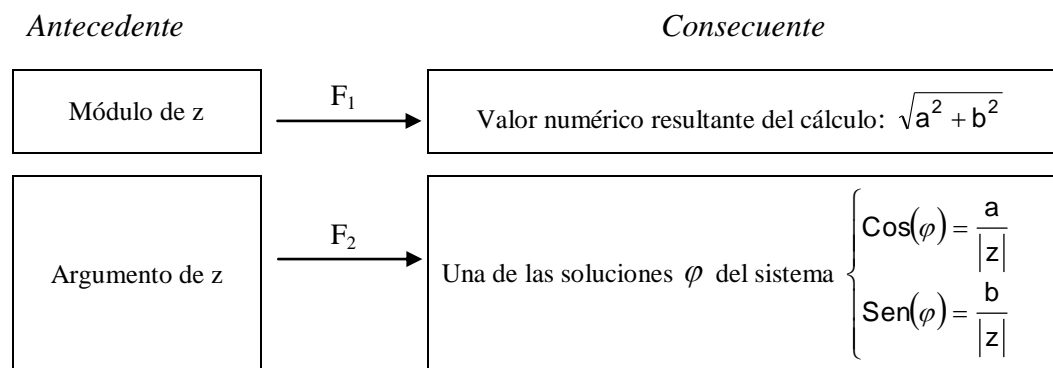 Antecedente Consecuente
Módulo de z F₁ Valor numérico resultante del cálculo: √(a² + b²)
Argumento de z F₂ Una de las soluciones φ del sistema { Cos(φ) = a/|z|
Sen(φ) = b/|z|